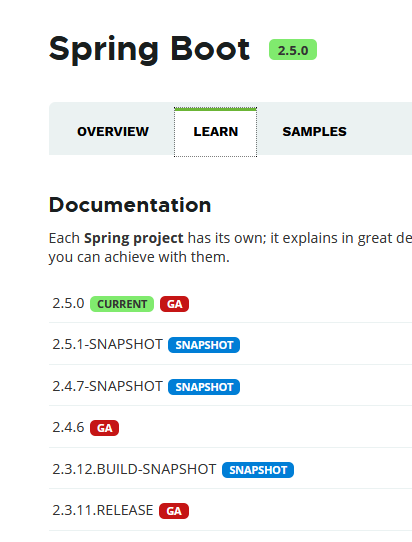 Spring Boot 2.5.0
OVERVIEW LEARN SAMPLES
Documentation
Each Spring project has its own; it explains in great de
you can achieve with them.
2.5.0 CURRENT GA
2.5.1-SNAPSHOT SNAPSHOT
2.4.7-SNAPSHOT SNAPSHOT
2.4.6 GA
2.3.12.BUILD-SNAPSHOT SNAPSHOT
2.3.11.RELEASE GA